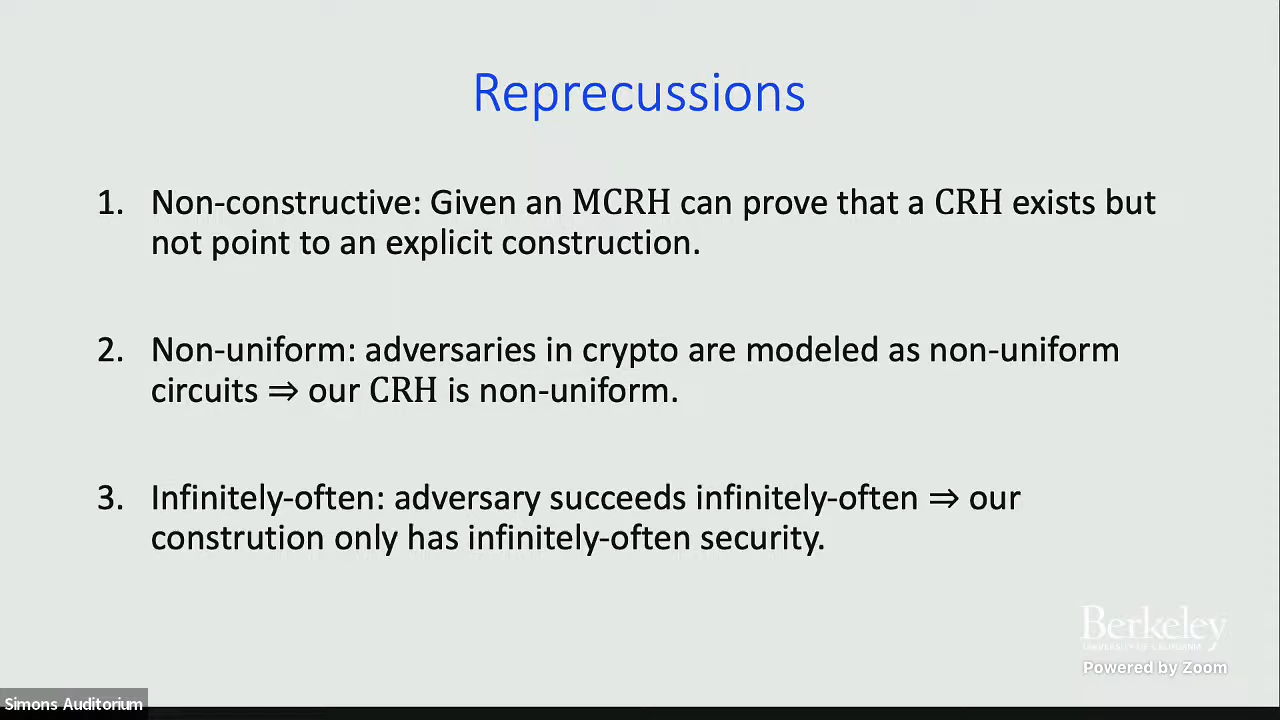 Reprecussions
1. Non-constructive: Given an MCRH can prove that a CRH exists but
not point to an explicit construction.
2. Non-uniform: adversaries in crypto are modeled as non-uniform
circuits ⇒ our CRH is non-uniform.
3. Infinitely-often: adversary succeeds infinitely-often ⇒ our
constrution only has infinitely-often security.
Berkeley
UNIVERSITY OF CALIFORNIA
Powered by Zoom
Simons Auditorium